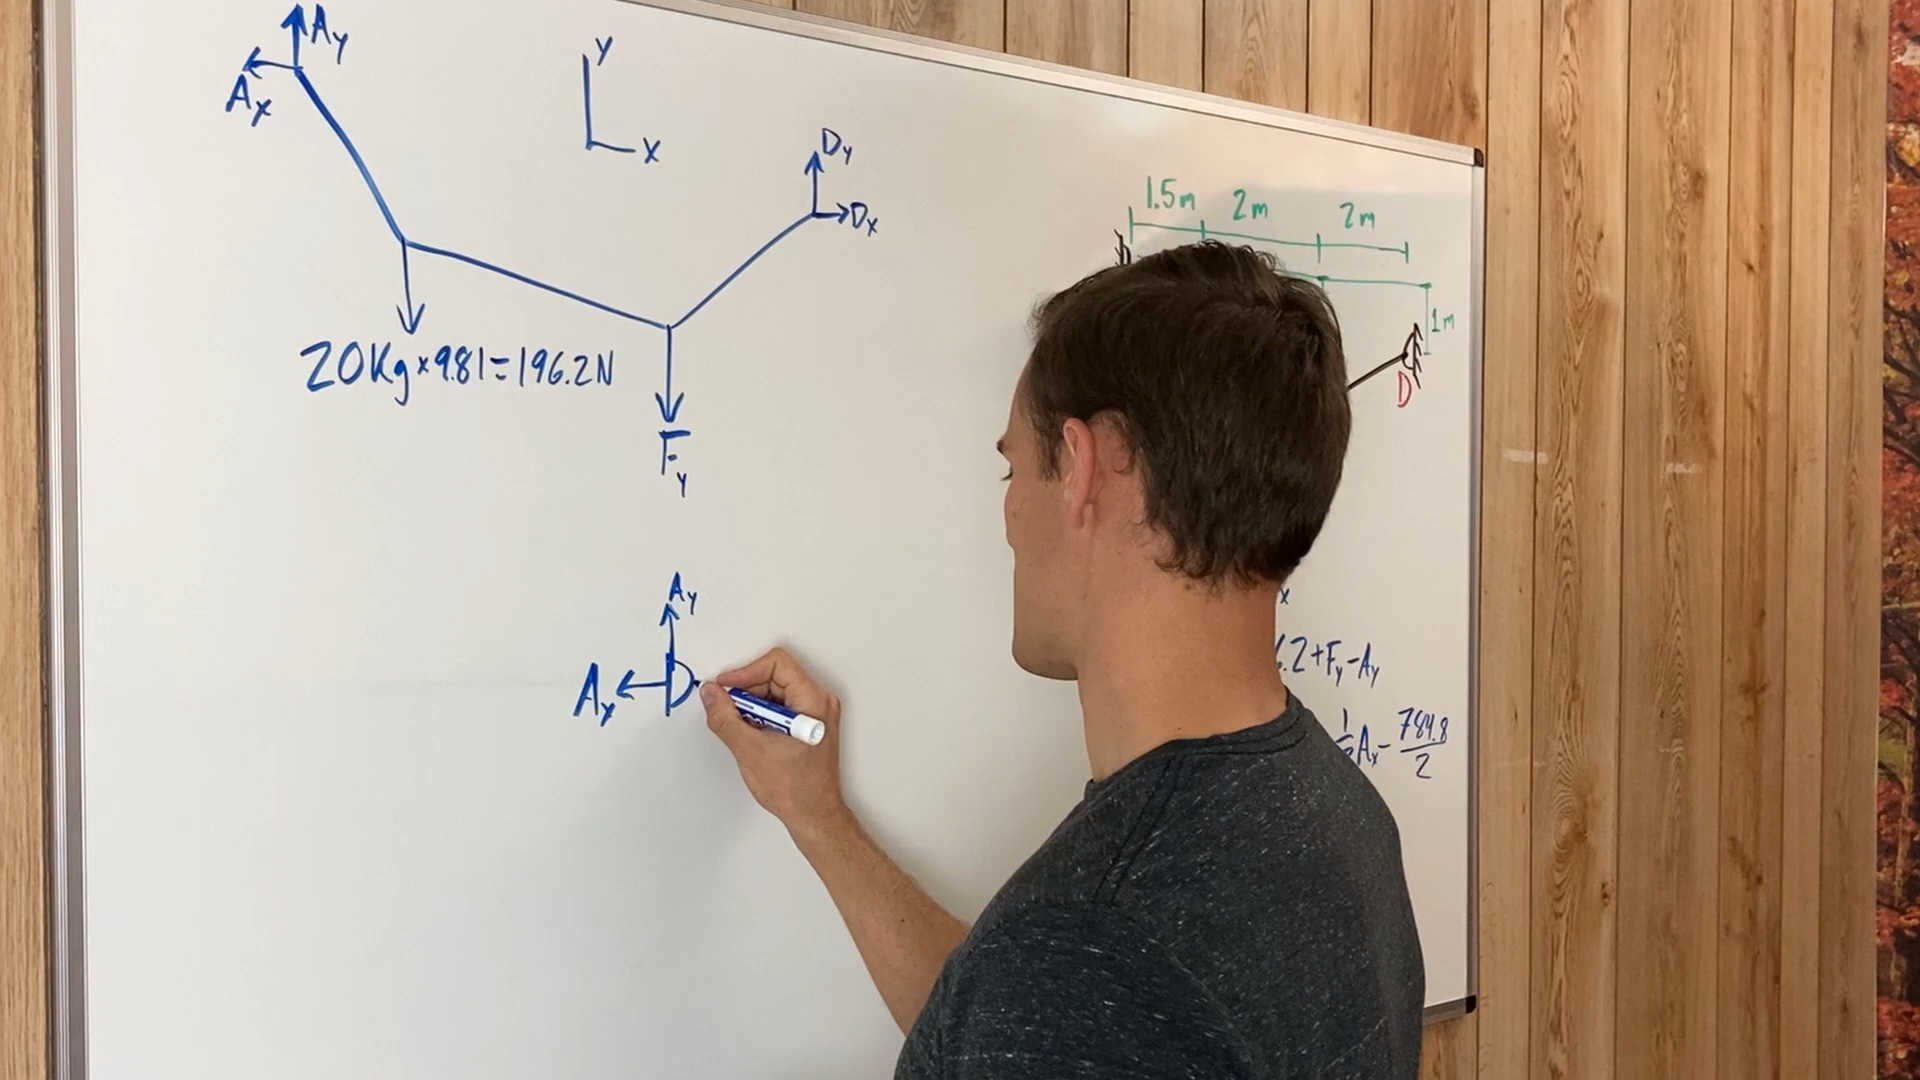 Ay
Ax
y
x
Dy
Dx
20Kg×9.81=196.2N
Fy
Ay
Ax
1.5m 2m 2m
1m
D
x
.2+Fy-Ay
Ax-784.8/2